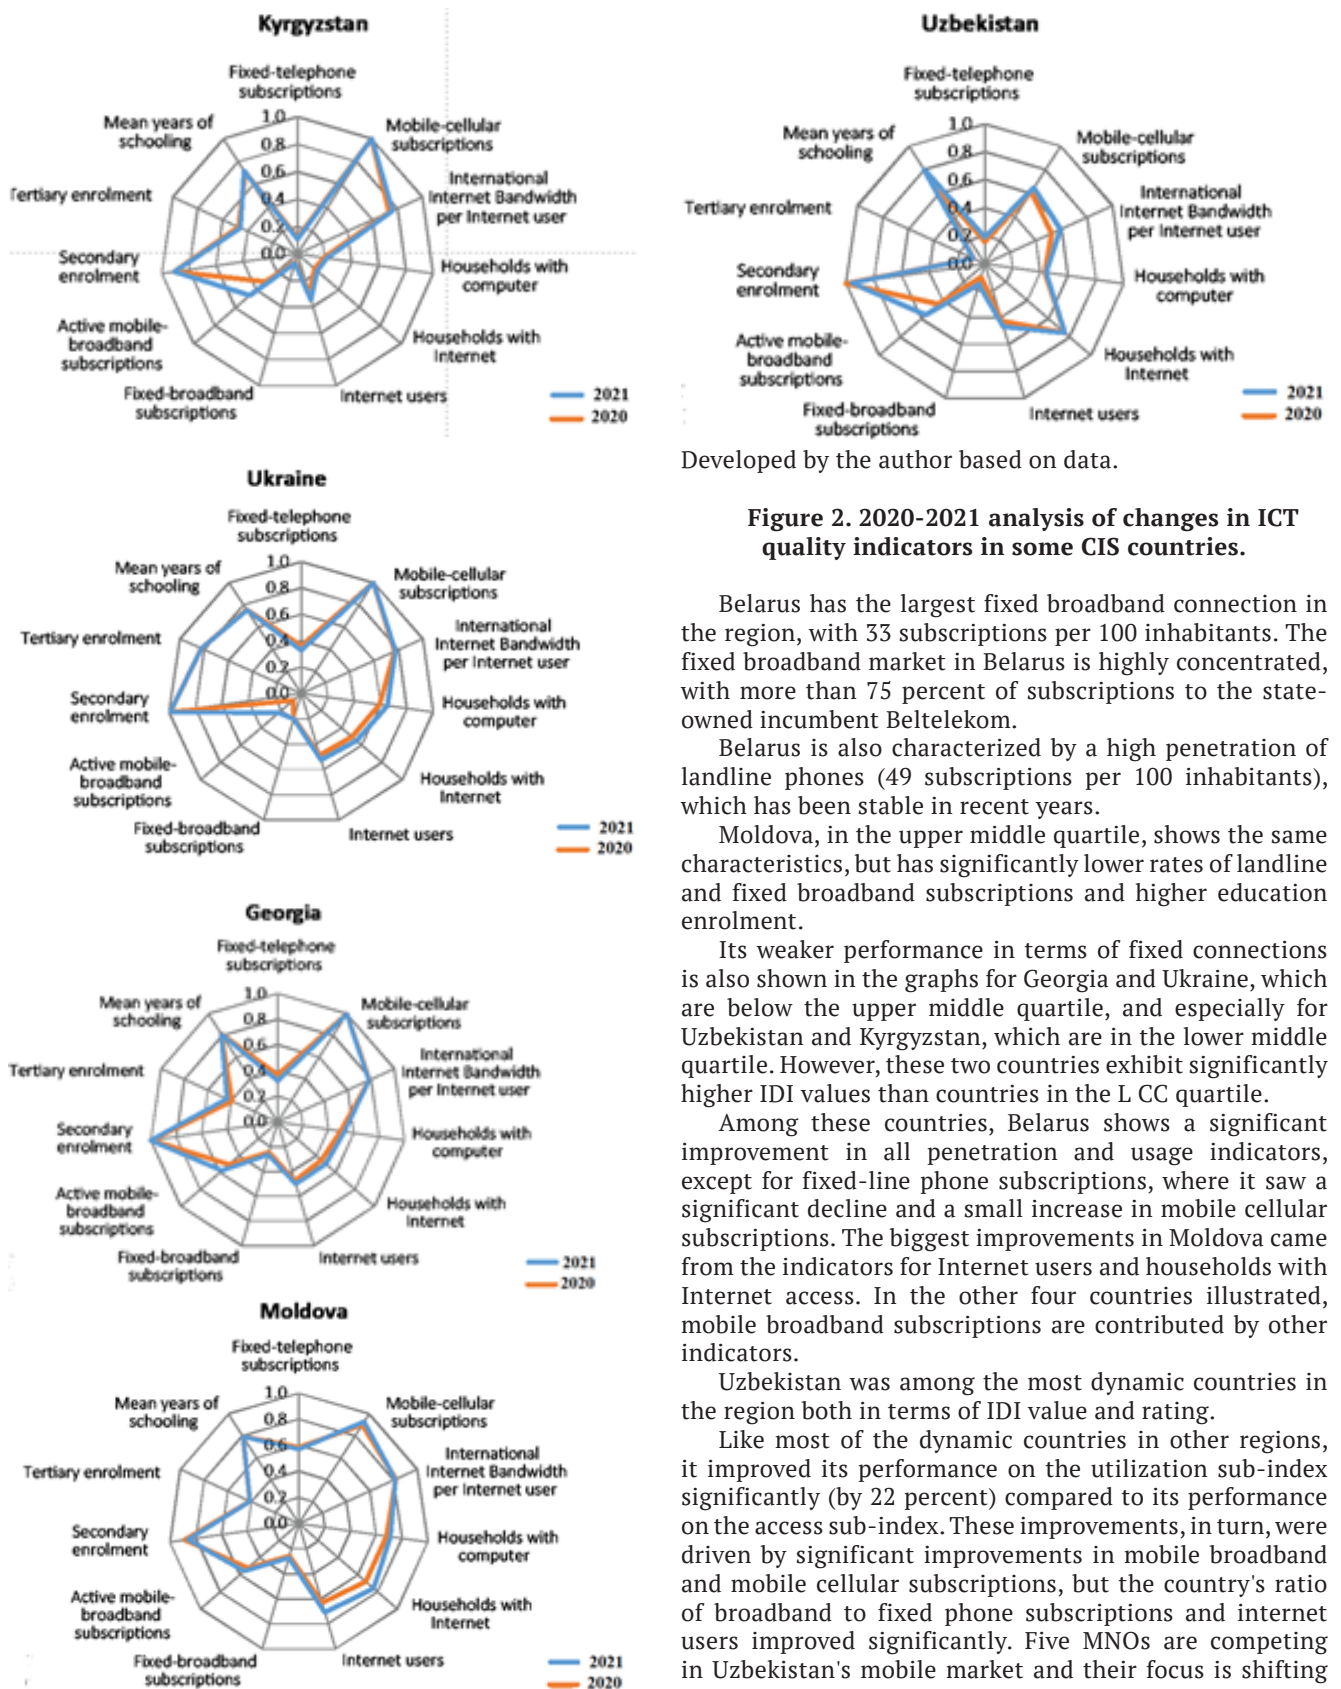 Kyrgyzstan
Fixed-telephone
subscriptions
Mobile-cellular
subscriptions
International
Internet Bandwidth
per Internet user
Households with
computer
Households with
Internet
Internet users
Fixed-broadband
subscriptions
Active mobile-
broadband
subscriptions
Secondary
enrolment
Tertiary enrolment
Mean years of
schooling
1.0
0.8
0.6
0.4
0.2
0.0
2021
2020
Ukraine
Fixed-telephone
subscriptions
Mobile-cellular
subscriptions
International
Internet Bandwidth
per Internet user
Households with
computer
Households with
Internet
Internet users
Fixed-broadband
subscriptions
Active mobile-
broadband
subscriptions
Secondary
enrolment
Tertiary enrolment
Mean years of
schooling
1.0
0.8
0.6
0.4
0.2
0.0
2021
2020
Georgia
Fixed-telephone
subscriptions
Mobile-cellular
subscriptions
International
Internet Bandwidth
per Internet user
Households with
computer
Households with
Internet
Internet users
Fixed-broadband
subscriptions
Active mobile-
broadband
subscriptions
Secondary
enrolment
Tertiary enrolment
Mean years of
schooling
1.0
0.8
0.6
0.4
0.2
0.0
2021
2020
Moldova
Fixed-telephone
subscriptions
Mobile-cellular
subscriptions
International
Internet Bandwidth
per Internet user
Households with
computer
Households with
Internet
Internet users
Fixed-broadband
subscriptions
Active mobile-
broadband
subscriptions
Secondary
enrolment
Tertiary enrolment
Mean years of
schooling
1.0
0.8
0.6
0.4
0.2
0.0
2021
2020
Uzbekistan
Fixed-telephone
subscriptions
Mobile-cellular
subscriptions
International
Internet Bandwidth
per Internet user
Households with
computer
Households with
Internet
Internet users
Fixed-broadband
subscriptions
Active mobile-
broadband
subscriptions
Secondary
enrolment
Tertiary enrolment
Mean years of
schooling
1.0
0.8
0.6
0.4
0.2
0.0
2021
2020
Developed by the author based on data.
Figure 2. 2020-2021 analysis of changes in ICT
quality indicators in some CIS countries.
Belarus has the largest fixed broadband connection in
the region, with 33 subscriptions per 100 inhabitants. The
fixed broadband market in Belarus is highly concentrated,
with more than 75 percent of subscriptions to the state-
owned incumbent Beltelekom.
Belarus is also characterized by a high penetration of
landline phones (49 subscriptions per 100 inhabitants),
which has been stable in recent years.
Moldova, in the upper middle quartile, shows the same
characteristics, but has significantly lower rates of landline
and fixed broadband subscriptions and higher education
enrolment.
Its weaker performance in terms of fixed connections
is also shown in the graphs for Georgia and Ukraine, which
are below the upper middle quartile, and especially for
Uzbekistan and Kyrgyzstan, which are in the lower middle
quartile. However, these two countries exhibit significantly
higher IDI values than countries in the L CC quartile.
Among these countries, Belarus shows a significant
improvement in all penetration and usage indicators,
except for fixed-line phone subscriptions, where it saw a
significant decline and a small increase in mobile cellular
subscriptions. The biggest improvements in Moldova came
from the indicators for Internet users and households with
Internet access. In the other four countries illustrated,
mobile broadband subscriptions are contributed by other
indicators.
Uzbekistan was among the most dynamic countries in
the region both in terms of IDI value and rating.
Like most of the dynamic countries in other regions,
it improved its performance on the utilization sub-index
significantly (by 22 percent) compared to its performance
on the access sub-index. These improvements, in turn, were
driven by significant improvements in mobile broadband
and mobile cellular subscriptions, but the country's ratio
of broadband to fixed phone subscriptions and internet
users improved significantly. Five MNOs are competing
in Uzbekistan's mobile market and their focus is shifting